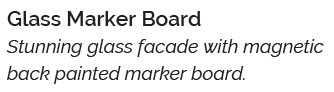 Glass Marker Board
Stunning glass facade with magnetic
back painted marker board.